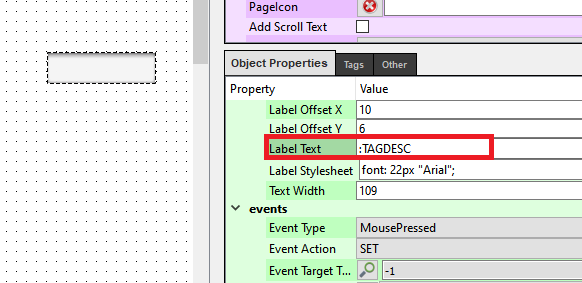 PageIcon
Add Scroll Text
Object Properties Tags Other
Property Value
Label Offset X 10
Label Offset Y 6
Label Text :TAGDESC
Label Stylesheet font: 22px "Arial";
Text Width 109
events
Event Type MousePressed
Event Action SET
Event Target T... -1